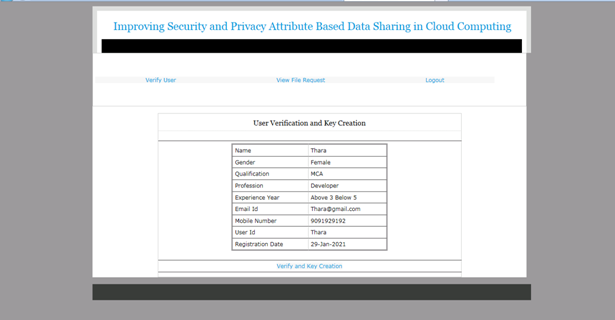 Improving Security and Privacy Attribute Based Data Sharing in Cloud Computing
Verify User View File Request Logout
User Verification and Key Creation
Name Thara
Gender Female
Qualification MCA
Profession Developer
Experience Year Above 3 Below 5
Email Id Thara@gmail.com
Mobile Number 9091929192
User Id Thara
Registration Date 29-Jan-2021
Verify and Key Creation